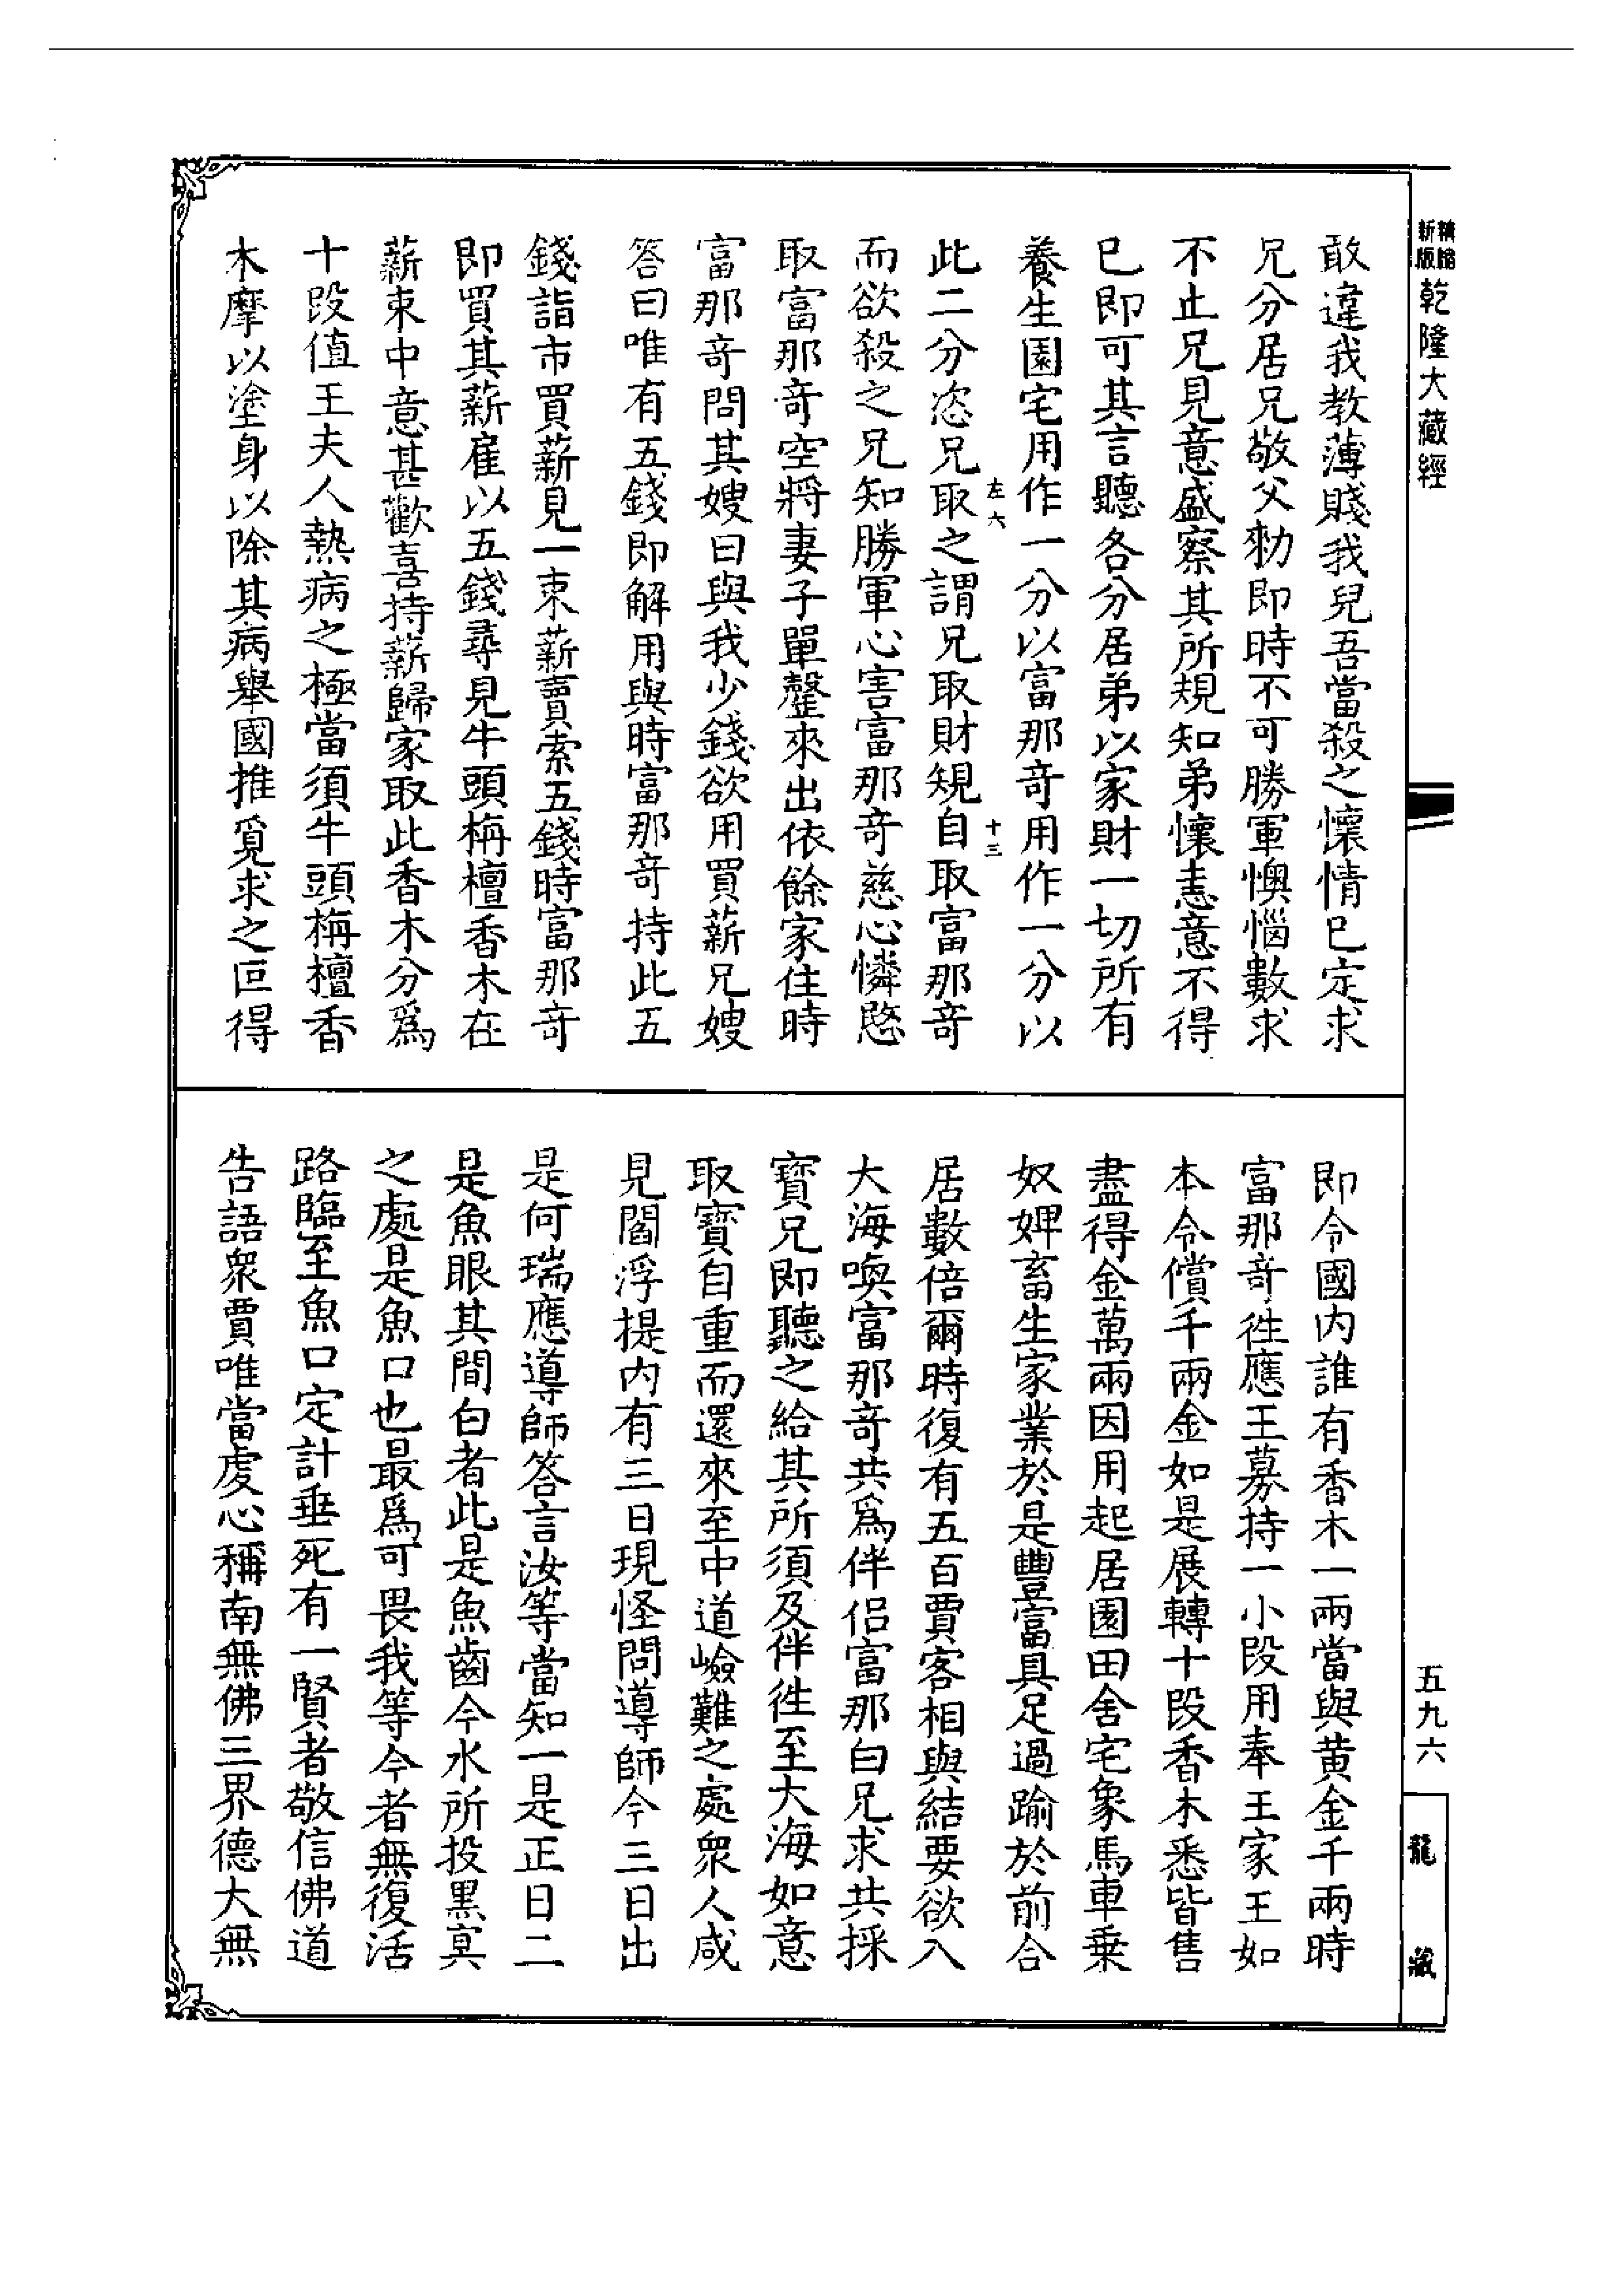 精縮
新版
乾隆大藏經
敢違我教薄賤我兒吾當殺之懷情已定求
兄分居兄敬父勑即時不可勝軍懊惱數求
不止兄見意盛察其所規知弟懷恚意不得
已即可其言聽各分居弟以家財一切所有
養生園宅用作一分以富那奇用作一分以
左六
十三
此二分恣兄取之謂兄取財規自取富那奇
而欲殺之兄知勝軍心害富那奇慈心憐愍
取富那奇空將妻子單罄來出依餘家住時
富那奇問其嫂曰與我少錢欲用買薪兄嫂
答曰唯有五錢即解用與時富那奇持此五
錢詣市買薪見一束薪賣索五錢時富那奇
即買其薪雇以五錢尋見牛頭栴檀香木在
薪束中意甚歡喜持薪歸家取此香木分為
十段值王夫人熱病之極當須牛頭栴檀香
木摩以塗身以除其病舉國推覓求之叵得
即令國內誰有香木一兩當與黃金千兩時
富那奇徃應王募持一小段用奉王家王如
本令償千兩金如是展轉十段香木悉皆售
盡得金萬兩因用起居園田舍宅象馬車乗
奴婢畜生家業於是豐富具足過踰於前合
居數倍爾時復有五百賈客相與結要欲入
大海喚富那奇共為伴侶富那白兄求共採
寶兄即聽之給其所須及伴徃至大海如意
取寶自重而還來至中道嶮難之處衆人咸
見閻浮提內有三日現怪問導師今三日出
是何瑞應導師答言汝等當知一是正日二
是魚眼其間白者此是魚齒今水所投黑冥
之處是魚口也最為可畏我等今者無復活
路臨至魚口定計垂死有一賢者敬信佛道
告語衆賈唯當虔心稱南無佛三界德大無
五九六
龍藏